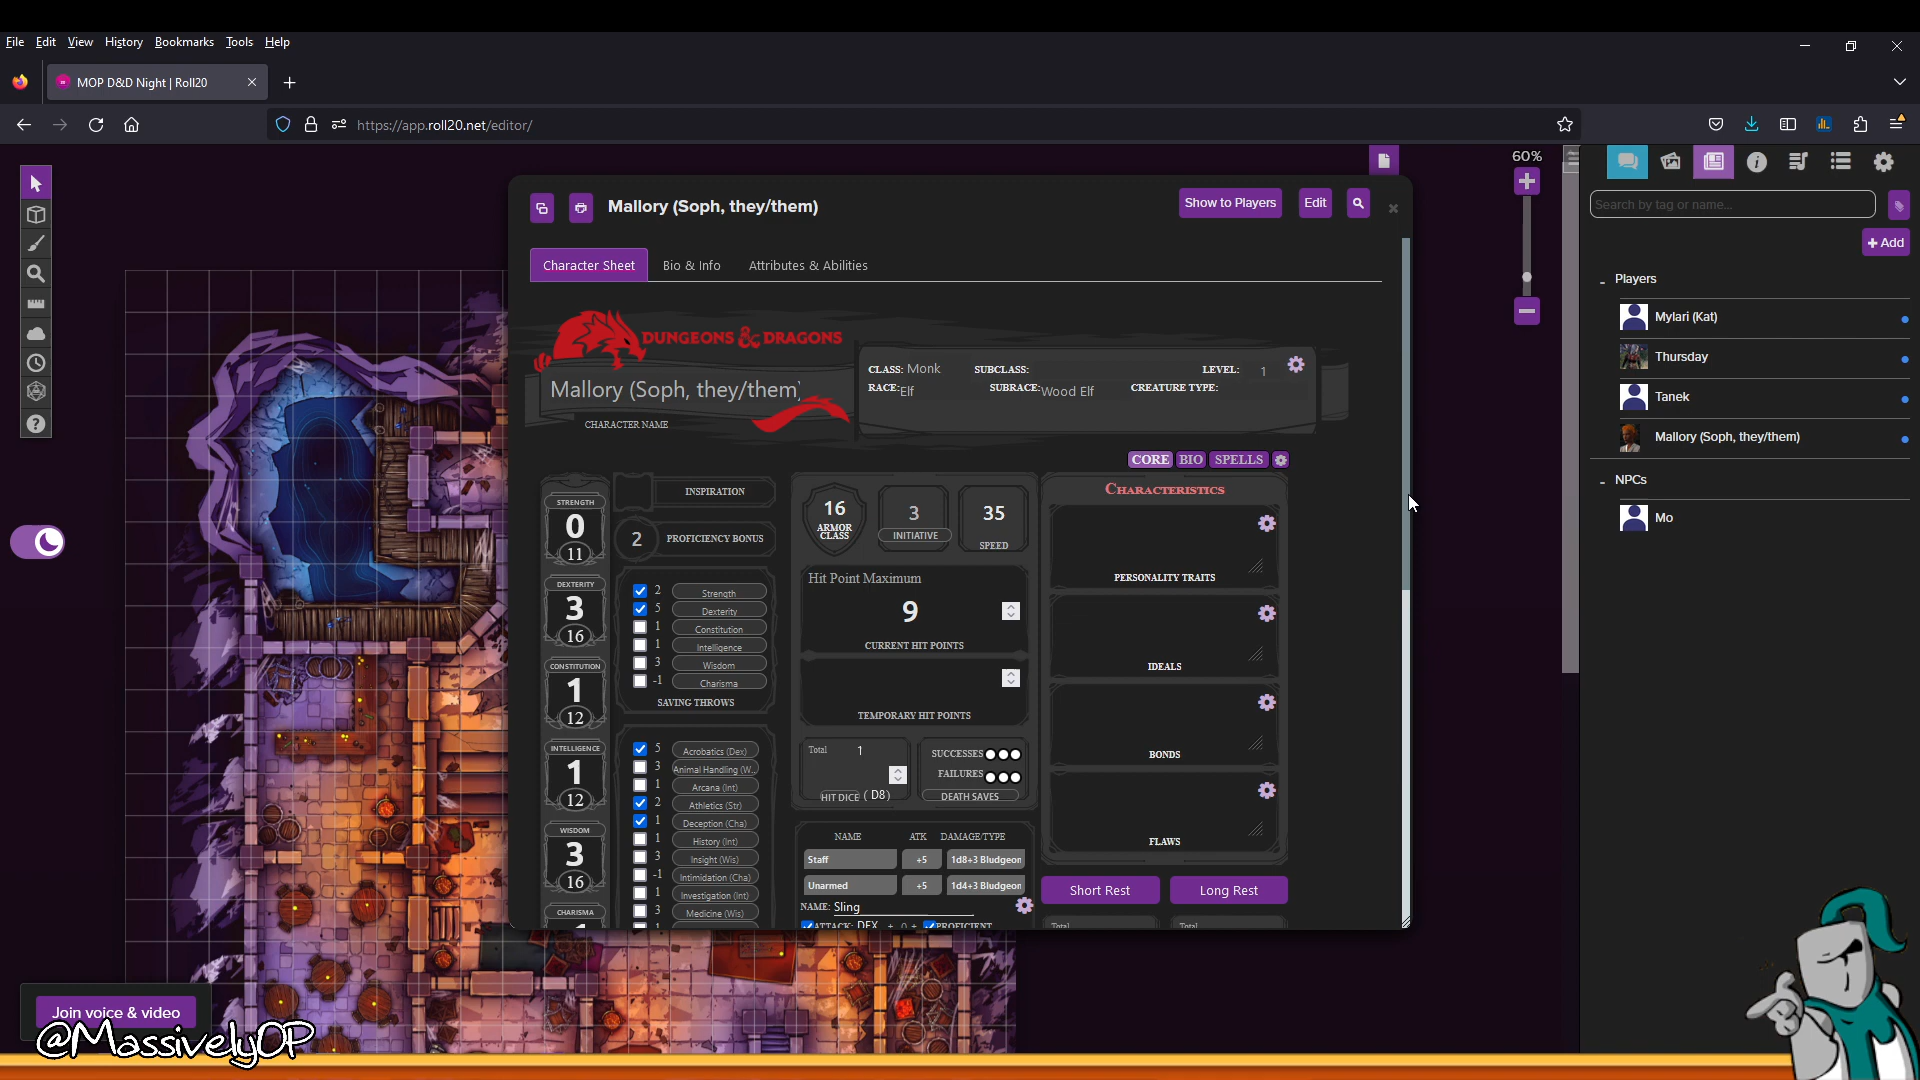 File Edit View History Bookmarks Tools Help
MOP D&D Night | Roll20
https://app.roll20.net/editor/
60%
Mallory (Soph, they/them)
Show to Players
Edit
Search by tag or name...
+ Add
Character Sheet
Bio & Info
Attributes & Abilities
Players
Mylari (Kat)
Thursday
Tanek
Mallory (Soph, they/them)
NPCs
Mo
DUNGEONS & DRAGONS
Mallory (Soph, they/them)
CHARACTER NAME
CLASS: Monk
SUBCLASS:
LEVEL: 1
RACE: Elf
SUBRACE: Wood Elf
CREATURE TYPE:
CORE
BIO
SPELLS
STRENGTH
0
11
DEXTERITY
3
16
CONSTITUTION
1
12
INTELLIGENCE
1
12
WISDOM
3
16
CHARISMA
INSPIRATION
2 PROFICIENCY BONUS
2 Strength
5 Dexterity
1 Constitution
1 Intelligence
3 Wisdom
-1 Charisma
SAVING THROWS
5 Acrobatics (Dex)
3 Animal Handling (W...
1 Arcana (Int)
2 Athletics (Str)
1 Deception (Cha)
1 History (Int)
3 Insight (Wis)
-1 Intimidation (Cha)
1 Investigation (Int)
3 Medicine (Wis)
16
ARMOR
CLASS
3
INITIATIVE
35
SPEED
Hit Point Maximum
9
CURRENT HIT POINTS
TEMPORARY HIT POINTS
Total 1
HIT DICE ( D8)
SUCCESSES
FAILURES
DEATH SAVES
NAME ATK DAMAGE/TYPE
Staff +5 1d8+3 Bludgeon
Unarmed +5 1d4+3 Bludgeon
NAME: Sling
ATTACK: DEX + 0 + PROFICIENT
CHARACTERISTICS
PERSONALITY TRAITS
IDEALS
BONDS
FLAWS
Short Rest
Long Rest
Total
Total
Join voice & video
@MassivelyOP